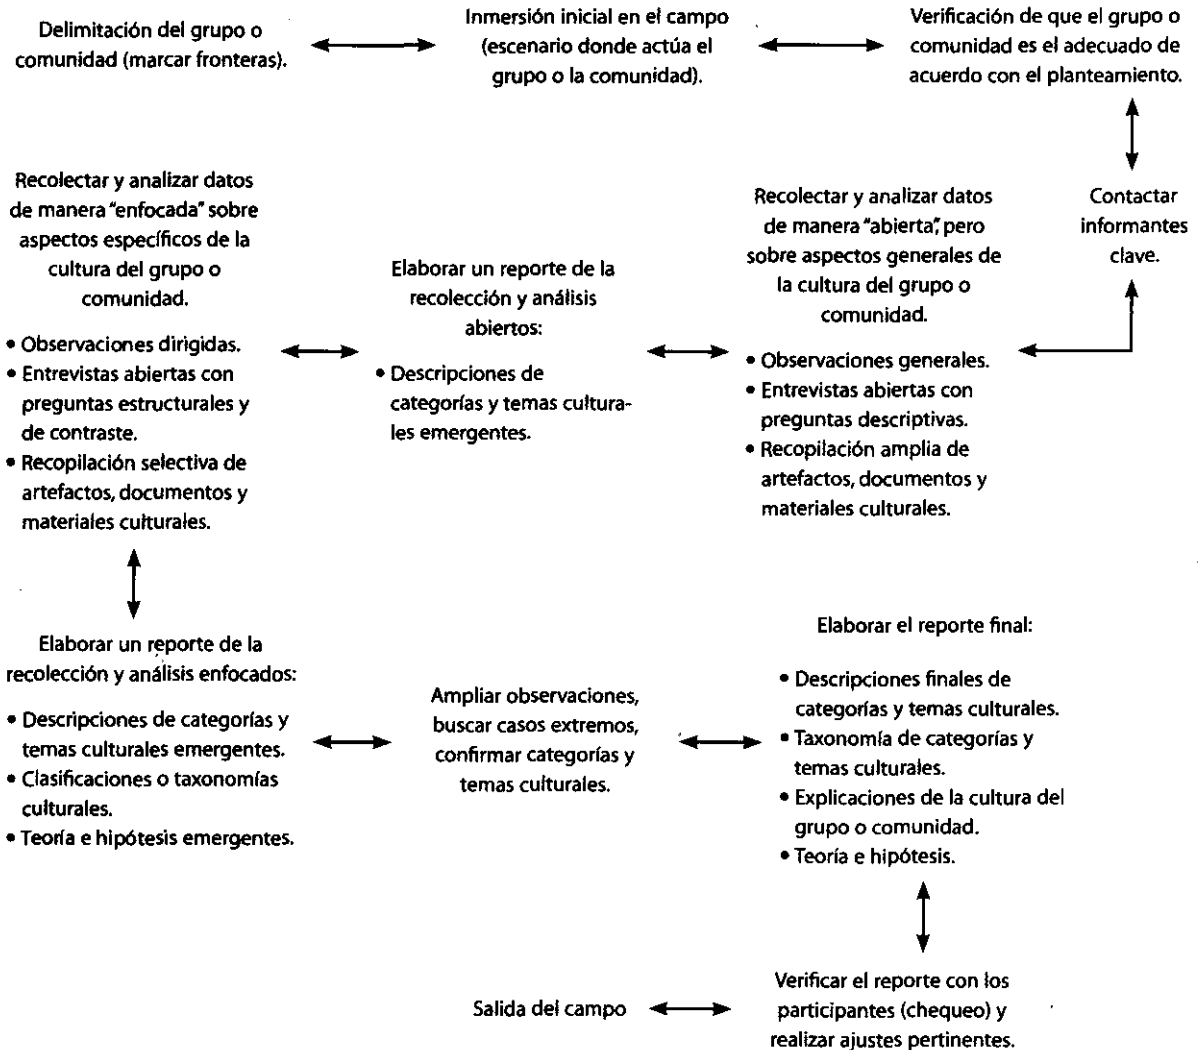 Delimitación del grupo o
comunidad (marcar fronteras).
Inmersión inicial en el campo
(escenario donde actúa el
grupo o la comunidad).
Verificación de que el grupo o
comunidad es el adecuado de
acuerdo con el planteamiento.
Contactar
informantes
clave.
Recolectar y analizar datos
de manera "abierta", pero
sobre aspectos generales de
la cultura del grupo o
comunidad.
• Observaciones generales.
• Entrevistas abiertas con
preguntas descriptivas.
• Recopilación amplia de
artefactos, documentos y
materiales culturales.
Elaborar un reporte de la
recolección y análisis
abiertos:
• Descripciones de
categorías y temas cultura-
les emergentes.
Recolectar y analizar datos
de manera "enfocada" sobre
aspectos específicos de la
cultura del grupo o
comunidad.
• Observaciones dirigidas.
• Entrevistas abiertas con
preguntas estructurales y
de contraste.
• Recopilación selectiva de
artefactos, documentos y
materiales culturales.
Elaborar un reporte de la
recolección y análisis enfocados:
• Descripciones de categorías y
temas culturales emergentes.
• Clasificaciones o taxonomías
culturales.
• Teoría e hipótesis emergentes.
Ampliar observaciones,
buscar casos extremos,
confirmar categorías y
temas culturales.
Elaborar el reporte final:
• Descripciones finales de
categorías y temas culturales.
• Taxonomía de categorías y
temas culturales.
• Explicaciones de la cultura del
grupo o comunidad.
• Teoría e hipótesis.
Verificar el reporte con los
participantes (chequeo) y
realizar ajustes pertinentes.
Salida del campo